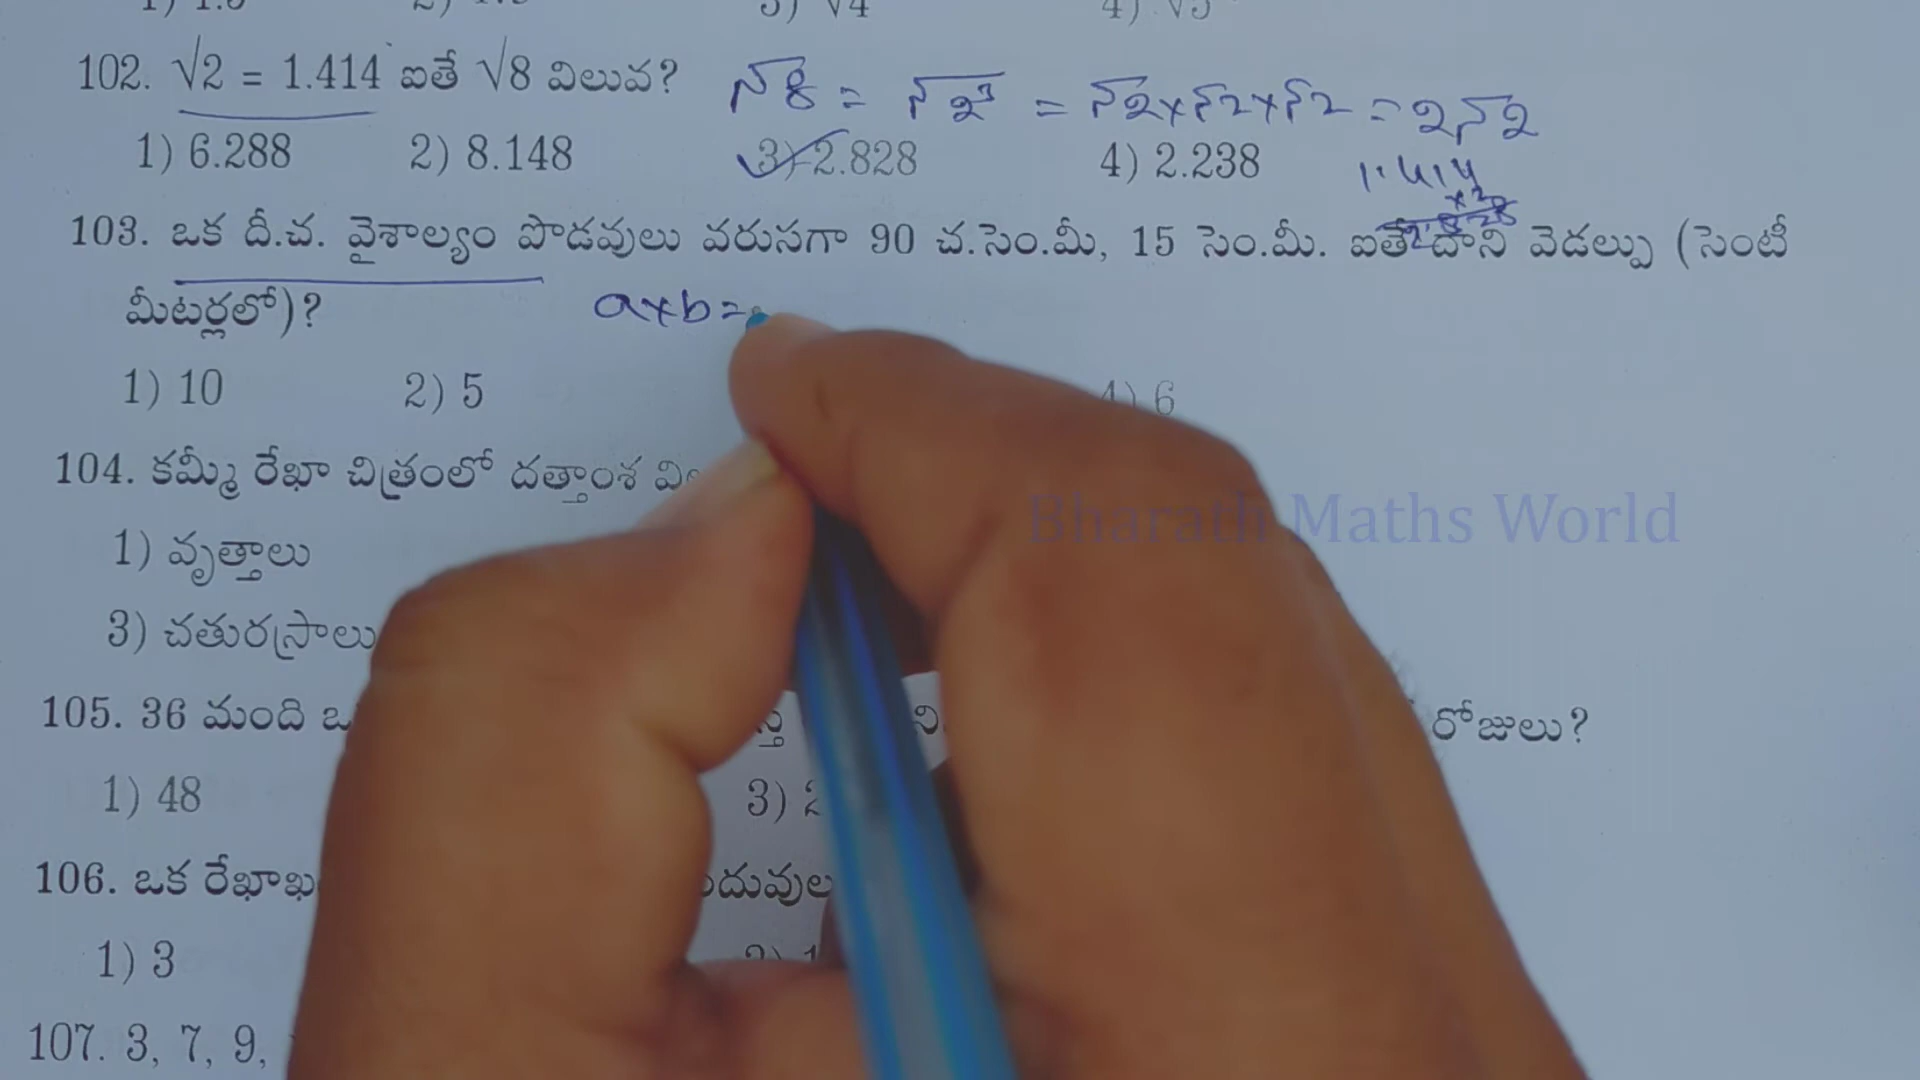 102. √2 = 1.414 ఐతే √8 విలువ? √8 = √2³ = √2×√2×√2 = 2√2
1) 6.288 2) 8.148 3) 2.828 4) 2.238 1.414
×2
2.828
103. ఒక దీ.చ. వైశాల్యం పొడవులు వరుసగా 90 చ.సెం.మీ, 15 సెం.మీ. ఐతే దాని వెడల్పు (సెంటీ
మీటర్లలో)? a×b=
1) 10 2) 5 4) 6
104. కమ్మీ రేఖా చిత్రంలో దత్తాంశ
Bharath Maths World
1) వృత్తాలు
3) చతురస్రాలు
105. 36 మంది రోజులు?
1) 48 3)
106. ఒక
1) 3
107. 3, 7, 9,